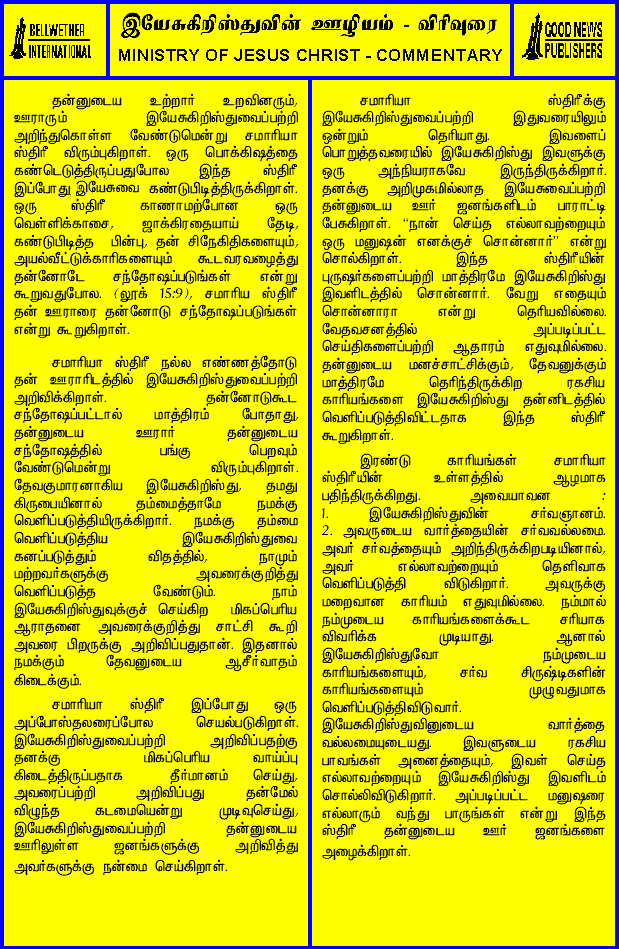 BELLWETHER
INTERNATIONAL
இயேசுகிறிஸ்துவின் ஊழியம் - விரிவுரை
MINISTRY OF JESUS CHRIST - COMMENTARY
GOOD NEWS
PUBLISHERS
தன்னுடைய உற்றார் உறவினரும்,
ஊராரும் இயேசுகிறிஸ்துவைப்பற்றி
அறிந்துகொள்ள வேண்டுமென்று சமாரியா
ஸ்திரீ விரும்புகிறாள். ஒரு பொக்கிஷத்தை
கண்டெடுத்திருப்பதுபோல இந்த ஸ்திரீ
இப்போது இயேசுவை கண்டுபிடித்திருக்கிறாள்.
ஒரு ஸ்திரீ காணாமற்போன ஒரு
வெள்ளிக்காசை, ஜாக்கிரதையாய் தேடி,
கண்டுபிடித்த பின்பு, தன் சிநேகிதிகளையும்,
அயல்வீட்டுக்காரிகளையும் கூடவரவழைத்து
தன்னோடே சந்தோஷப்படுங்கள் என்று
கூறுவதுபோல. (லூக் 15:9), சமாரிய ஸ்திரீ
தன் ஊராரை தன்னோடு சந்தோஷப்படுங்கள்
என்று கூறுகிறாள்.
சமாரியா ஸ்திரீ நல்ல எண்ணத்தோடு
தன் ஊராரிடத்தில் இயேசுகிறிஸ்துவைப்பற்றி
அறிவிக்கிறாள். தன்னோடுகூட
சந்தோஷப்பட்டால் மாத்திரம் போதாது,
தன்னுடைய ஊரார் தன்னுடைய
சந்தோஷத்தில் பங்கு பெறவும்
வேண்டுமென்று விரும்புகிறாள்.
தேவகுமாரனாகிய இயேசுகிறிஸ்து, தமது
கிருபையினால் தம்மைத்தாமே நமக்கு
வெளிப்படுத்தியிருக்கிறார். நமக்கு தம்மை
வெளிப்படுத்திய இயேசுகிறிஸ்துவை
கனப்படுத்தும் விதத்தில், நாமும்
மற்றவர்களுக்கு அவரைக்குறித்து
வெளிப்படுத்த வேண்டும். நாம்
இயேசுகிறிஸ்துவுக்குச் செய்கிற மிகப்பெரிய
ஆராதனை அவரைக்குறித்து சாட்சி கூறி
அவரை பிறருக்கு அறிவிப்பதுதான். இதனால்
நமக்கும் தேவனுடைய ஆசீர்வாதம்
கிடைக்கும்.
சமாரியா ஸ்திரீ இப்போது ஒரு
அப்போஸ்தலரைப்போல செயல்படுகிறாள்.
இயேசுகிறிஸ்துவைப்பற்றி அறிவிப்பதற்கு
தனக்கு மிகப்பெரிய வாய்ப்பு
கிடைத்திருப்பதாக தீர்மானம் செய்து,
அவரைப்பற்றி அறிவிப்பது தன்மேல்
விழுந்த கடமையென்று முடிவுசெய்து,
இயேசுகிறிஸ்துவைப்பற்றி தன்னுடைய
ஊரிலுள்ள ஜனங்களுக்கு அறிவித்து
அவர்களுக்கு நன்மை செய்கிறாள்.
சமாரியா ஸ்திரீக்கு
இயேசுகிறிஸ்துவைப்பற்றி இதுவரையிலும்
ஒன்றும் தெரியாது. இவளைப்
பொறுத்தவரையில் இயேசுகிறிஸ்து இவளுக்கு
ஒரு அந்நியராகவே இருந்திருக்கிறார்.
தனக்கு அறிமுகமில்லாத இயேசுவைப்பற்றி
தன்னுடைய ஊர் ஜனங்களிடம் பாராட்டி
பேசுகிறாள். “நான் செய்த எல்லாவற்றையும்
ஒரு மனுஷன் எனக்குச் சொன்னார்” என்று
சொல்கிறாள். இந்த ஸ்திரீயின்
புருஷர்களைப்பற்றி மாத்திரமே இயேசுகிறிஸ்து
இவளிடத்தில் சொன்னார். வேறு எதையும்
சொன்னாரா என்று தெரியவில்லை.
வேதவசனத்தில் அப்படிப்பட்ட
செய்திகளைப்பற்றி ஆதாரம் எதுவுமில்லை.
தன்னுடைய மனச்சாட்சிக்கும், தேவனுக்கும்
மாத்திரமே தெரிந்திருக்கிற ரகசிய
காரியங்களை இயேசுகிறிஸ்து தன்னிடத்தில்
வெளிப்படுத்திவிட்டதாக இந்த ஸ்திரீ
கூறுகிறாள்.
இரண்டு காரியங்கள் சமாரியா
ஸ்திரீயின் உள்ளத்தில் ஆழமாக
பதிந்திருக்கிறது. அவையாவன :
1. இயேசுகிறிஸ்துவின் சர்வஞானம்.
2. அவருடைய வார்த்தையின் சர்வவல்லமை.
அவர் சர்வத்தையும் அறிந்திருக்கிறபடியினால்,
அவர் எல்லாவற்றையும் தெளிவாக
வெளிப்படுத்தி விடுகிறார். அவருக்கு
மறைவான காரியம் எதுவுமில்லை. நம்மால்
நம்முடைய காரியங்களைக்கூட சரியாக
விவரிக்க முடியாது. ஆனால்
இயேசுகிறிஸ்துவோ நம்முடைய
காரியங்களையும், சர்வ சிருஷ்டிகளின்
காரியங்களையும் முழுவதுமாக
வெளிப்படுத்திவிடுவார்.
இயேசுகிறிஸ்துவினுடைய வார்த்தை
வல்லமையுடையது. இவளுடைய ரகசிய
பாவங்கள் அனைத்தையும், இவள் செய்த
எல்லாவற்றையும் இயேசுகிறிஸ்து இவளிடம்
சொல்லிவிடுகிறார். அப்படிப்பட்ட மனுஷரை
எல்லாரும் வந்து பாருங்கள் என்று இந்த
ஸ்திரீ தன்னுடைய ஊர் ஜனங்களை
அழைக்கிறாள்.